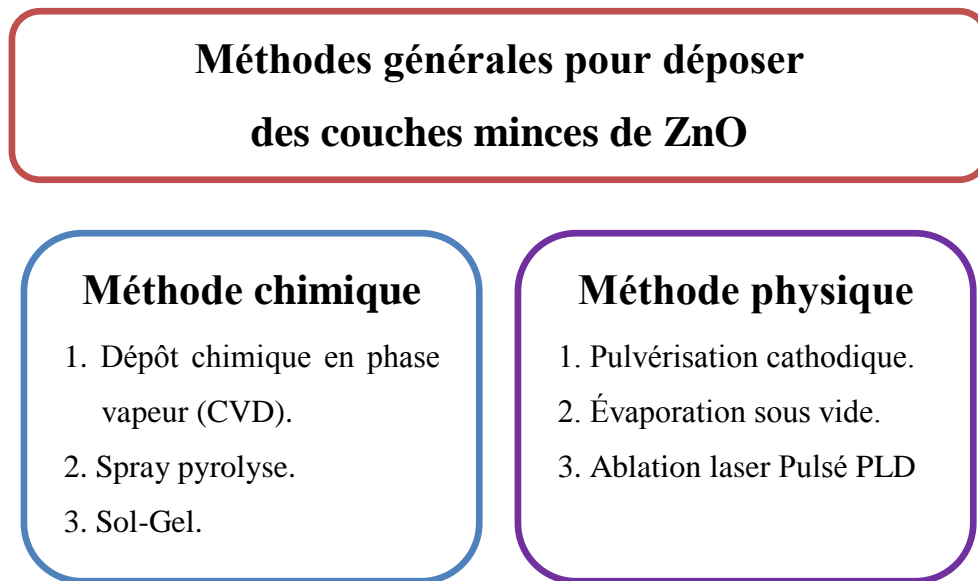 Méthodes générales pour déposer
des couches minces de ZnO
Méthode chimique
1. Dépôt chimique en phase
vapeur (CVD).
2. Spray pyrolyse.
3. Sol-Gel.
Méthode physique
1. Pulvérisation cathodique.
2. Évaporation sous vide.
3. Ablation laser Pulsé PLD